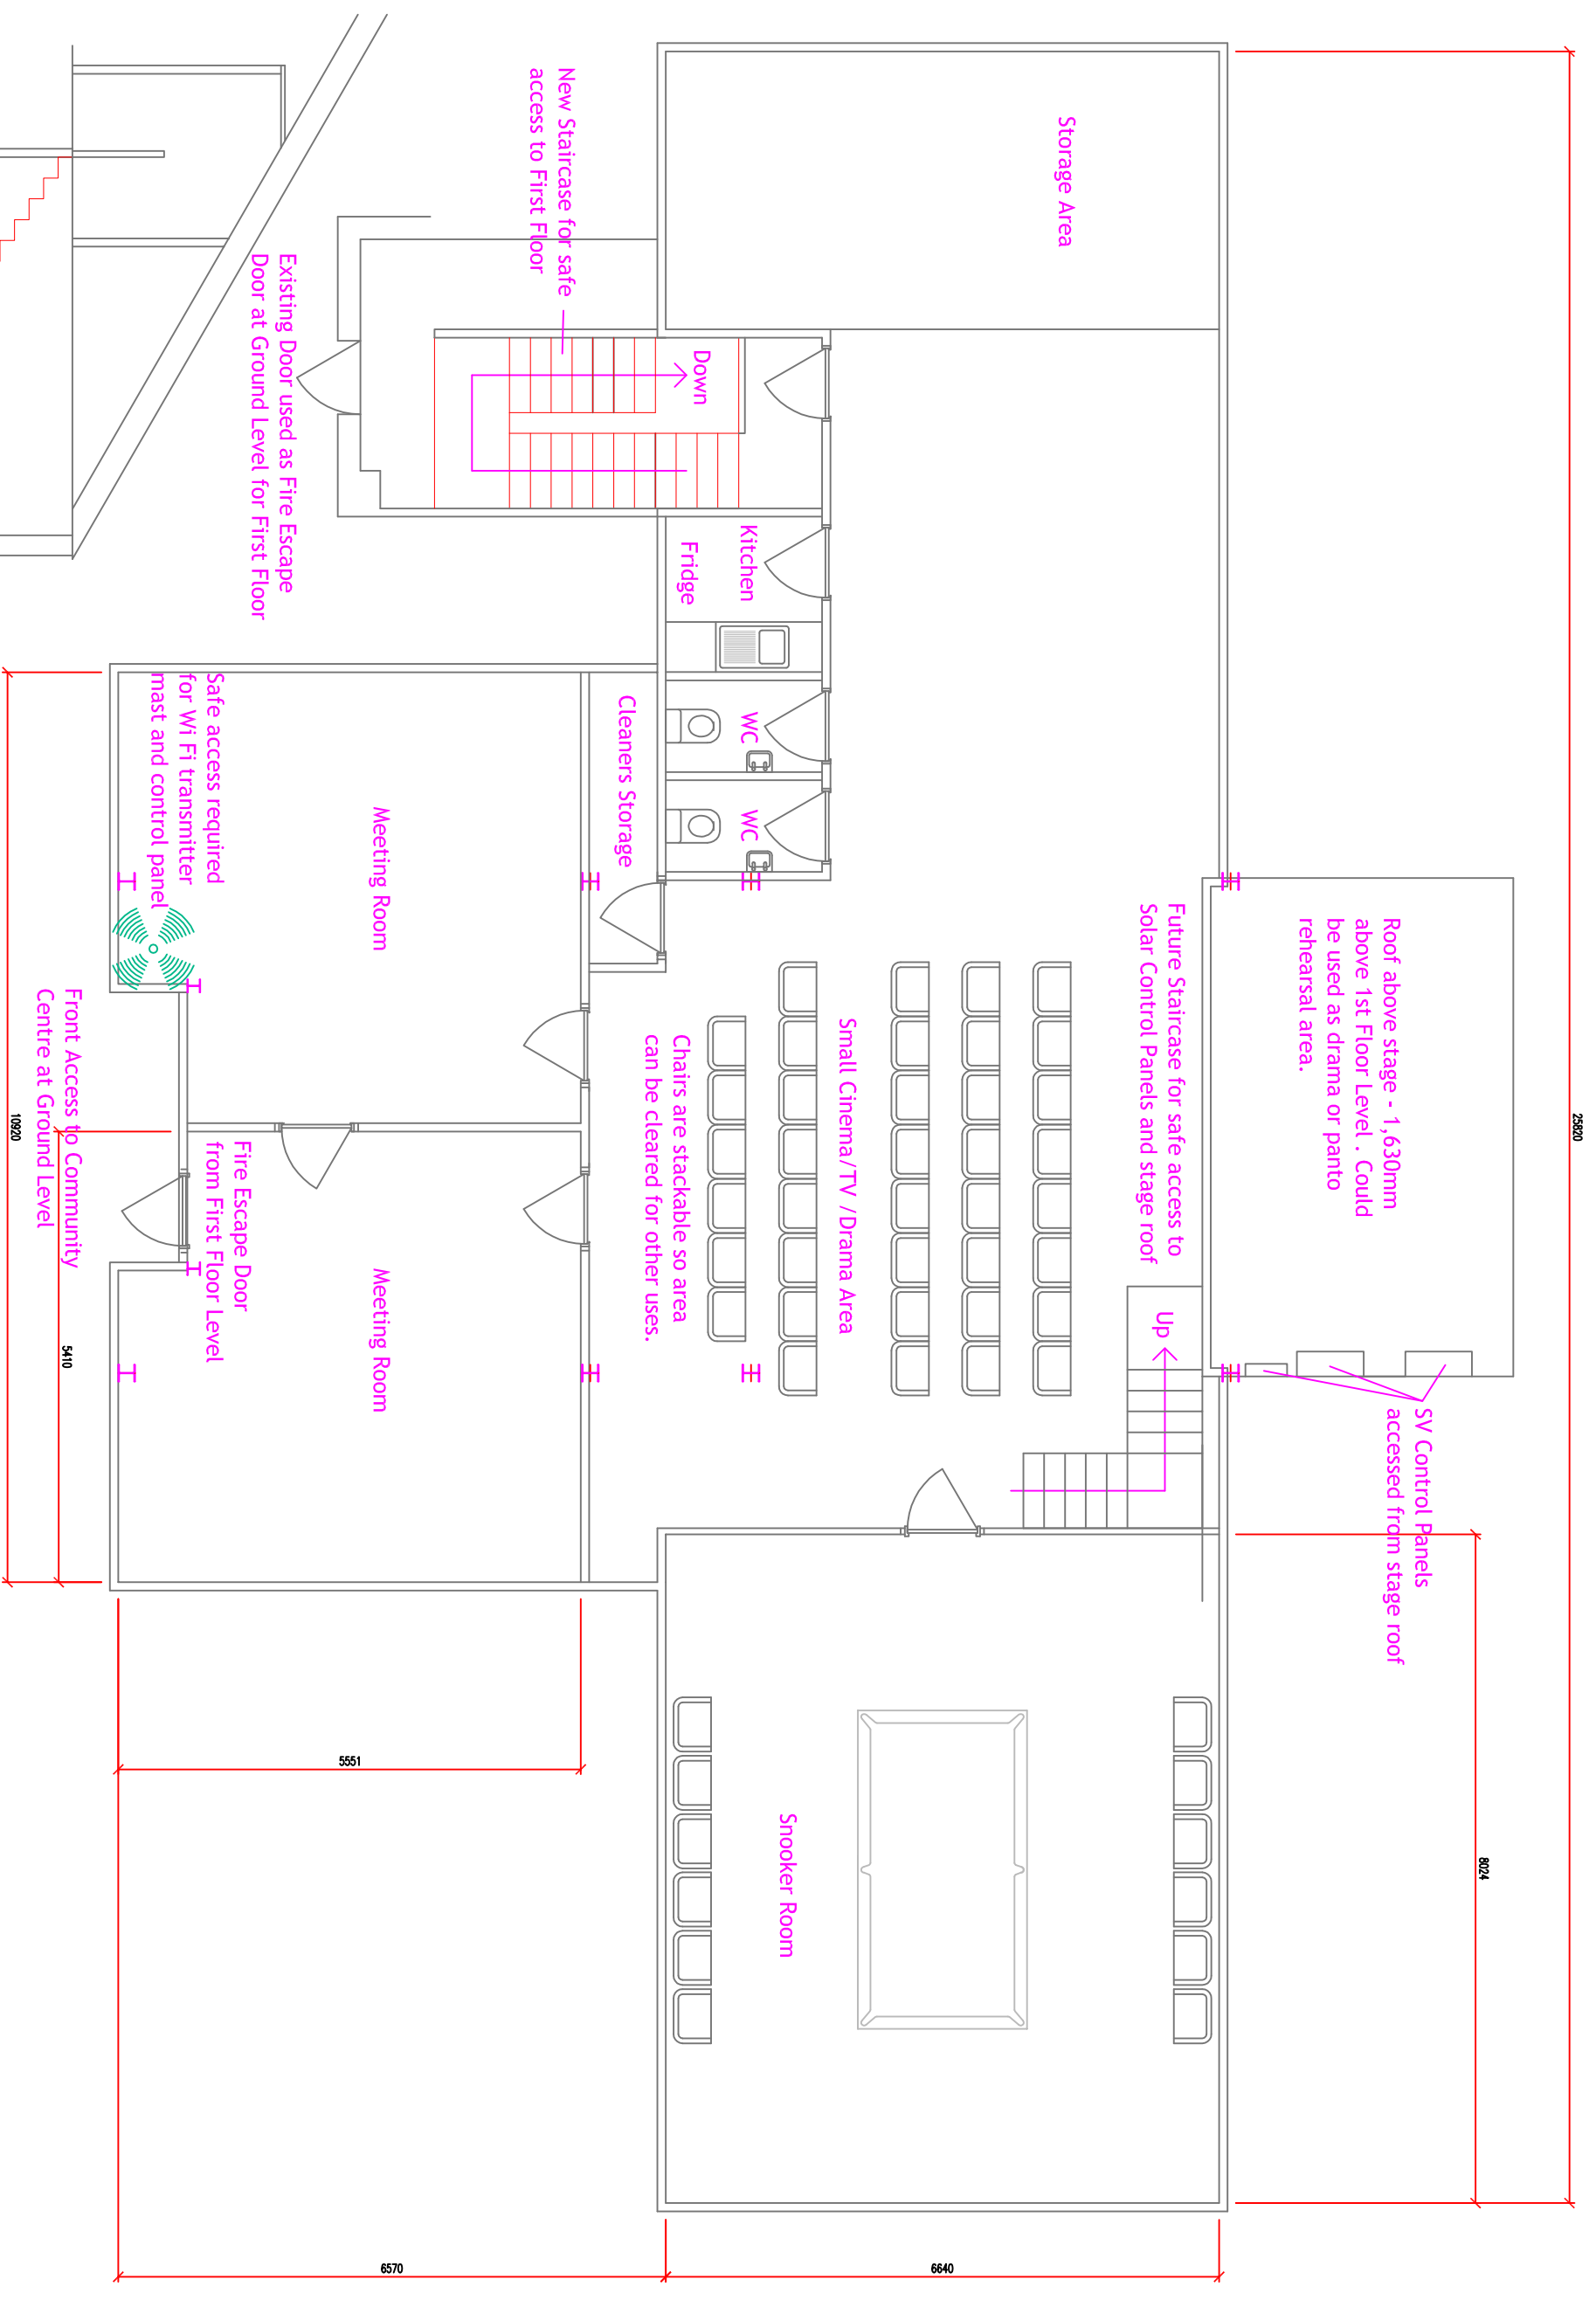 25820
Storage Area
Roof above stage - 1,630mm
above 1st Floor Level . Could
be used as drama or panto
rehearsal area.
SV Control Panels
accessed from stage roof
8024
Future Staircase for safe access to
Solar Control Panels and stage roof
Up
Small Cinema/TV /Drama Area
Chairs are stackable so area
can be cleared for other uses.
Snooker Room
6640
Down
Kitchen
Fridge
WC
WC
Cleaners Storage
New Staircase for safe
access to First Floor
Existing Door used as Fire Escape
Door at Ground Level for First Floor
Meeting Room
Meeting Room
5551
6570
Safe access required
for Wi Fi transmitter
mast and control panel
Fire Escape Door
from First Floor Level
Front Access to Community
Centre at Ground Level
5410
10920